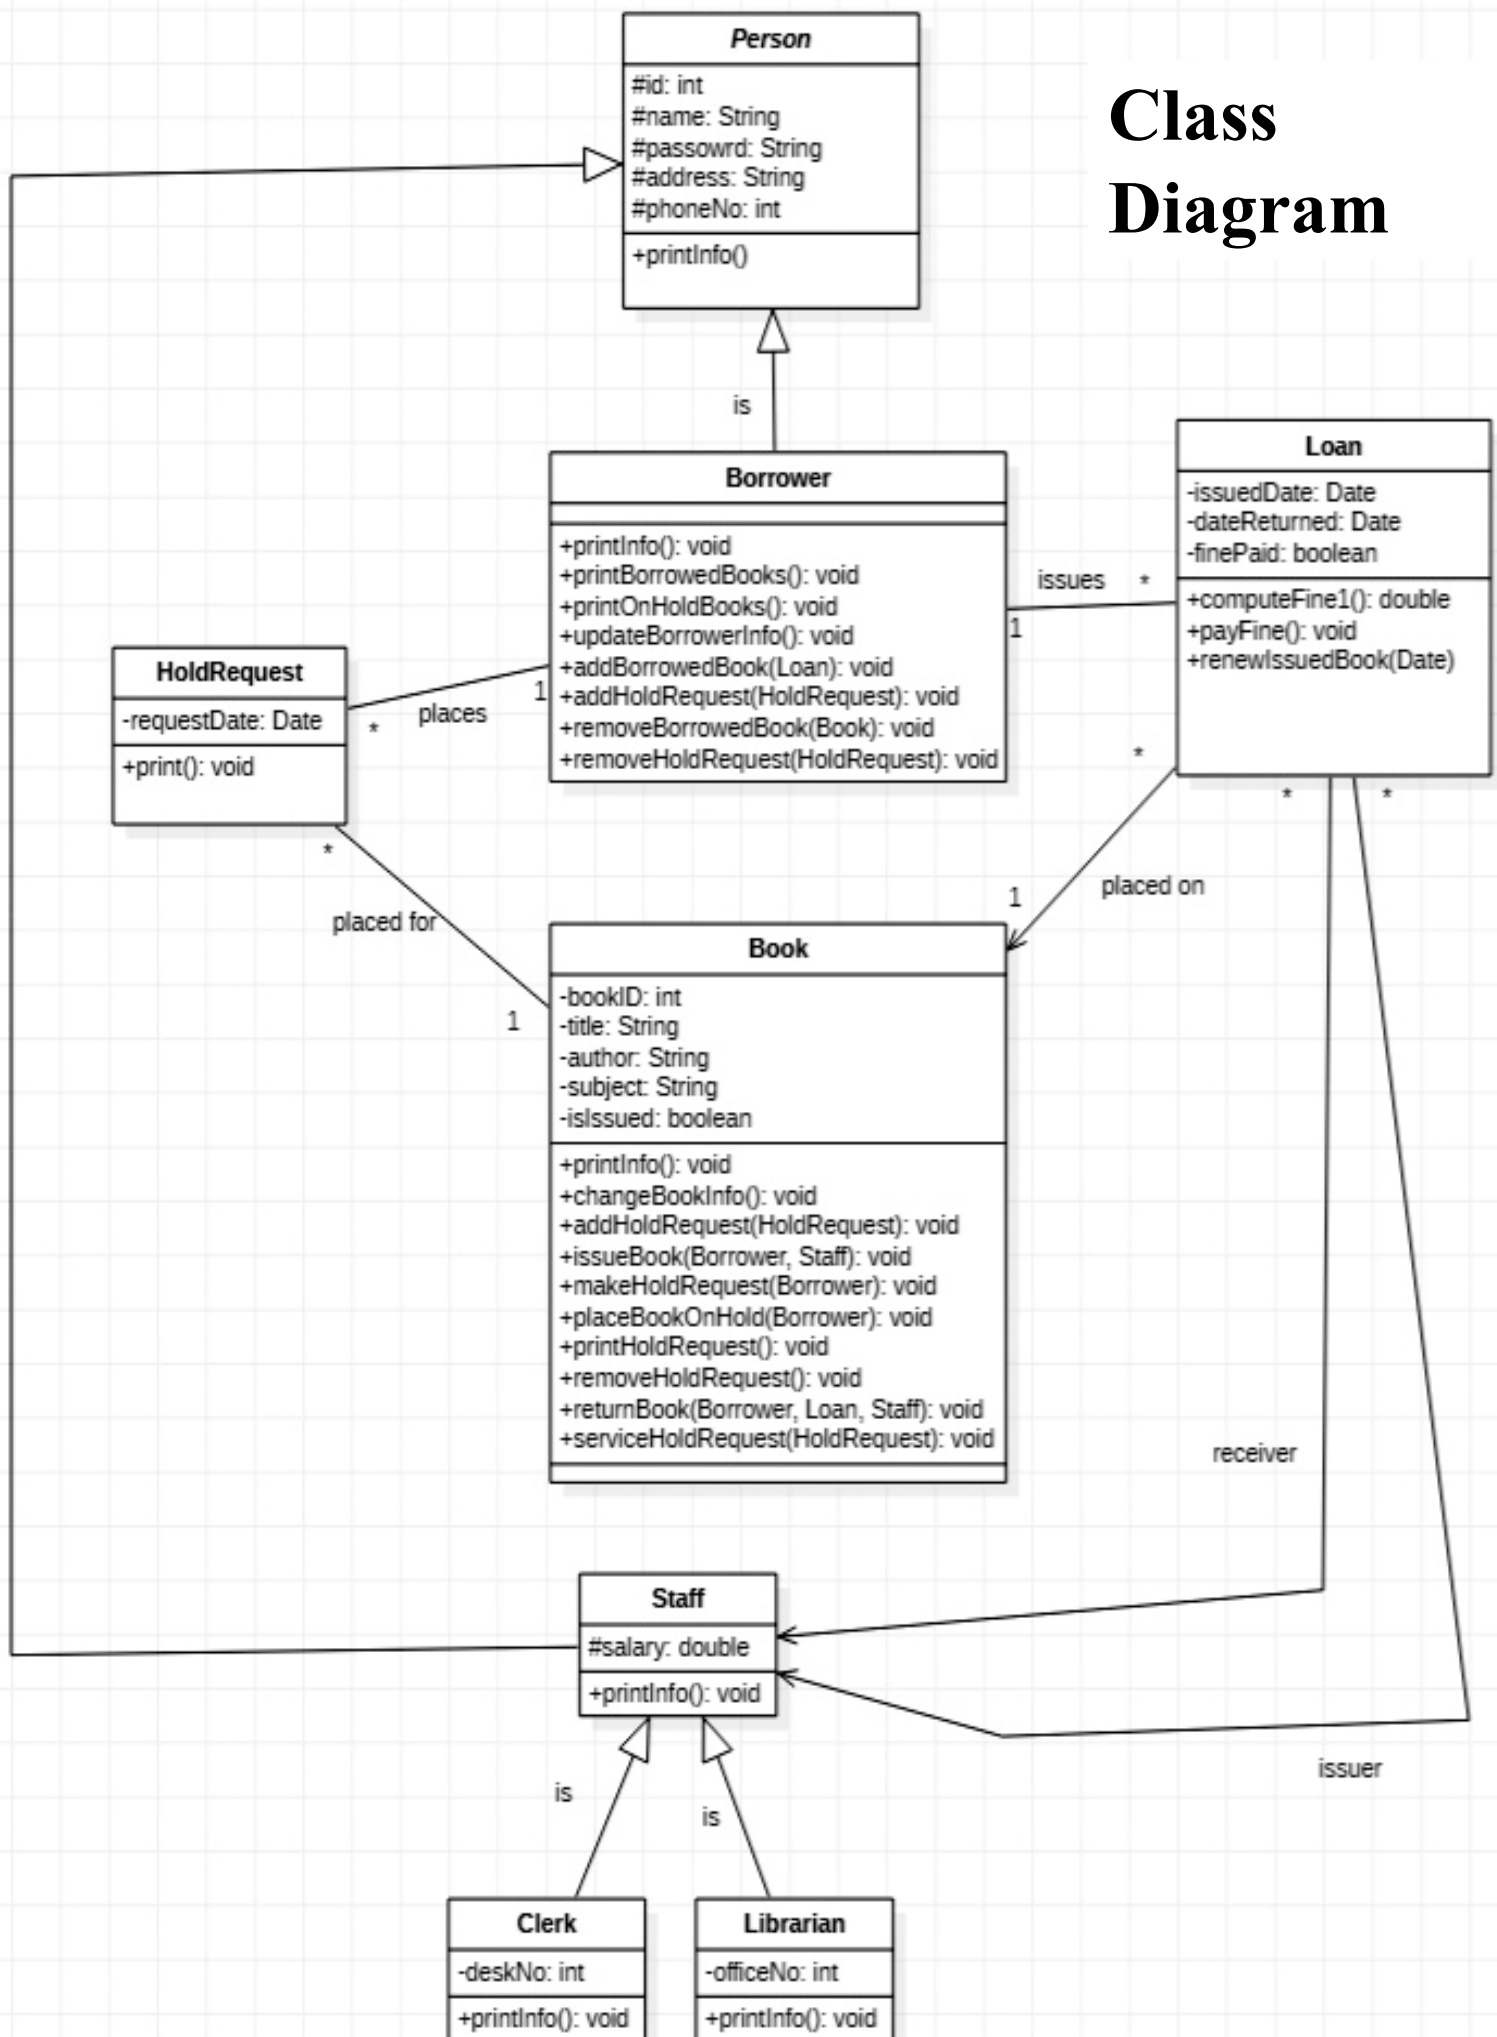 Person
#id: int
#name: String
#passowrd: String
#address: String
#phoneNo: int
+printInfo()
Class
Diagram
is
Borrower
+printInfo(): void
+printBorrowedBooks(): void
+printOnHoldBooks(): void
+updateBorrowerInfo(): void
+addBorrowedBook(Loan): void
+addHoldRequest(HoldRequest): void
+removeBorrowedBook(Book): void
+removeHoldRequest(HoldRequest): void
Loan
-issuedDate: Date
-dateReturned: Date
-finePaid: boolean
+computeFine1(): double
+payFine(): void
+renewIssuedBook(Date)
issues
*
1
HoldRequest
-requestDate: Date
+print(): void
places
*
1
*
placed for
1
*
placed on
1
*
*
Book
-bookID: int
-title: String
-author: String
-subject: String
-isIssued: boolean
+printInfo(): void
+changeBookInfo(): void
+addHoldRequest(HoldRequest): void
+issueBook(Borrower, Staff): void
+makeHoldRequest(Borrower): void
+placeBookOnHold(Borrower): void
+printHoldRequest(): void
+removeHoldRequest(): void
+returnBook(Borrower, Loan, Staff): void
+serviceHoldRequest(HoldRequest): void
receiver
Staff
#salary: double
+printInfo(): void
issuer
is
is
Clerk
-deskNo: int
+printInfo(): void
Librarian
-officeNo: int
+printInfo(): void